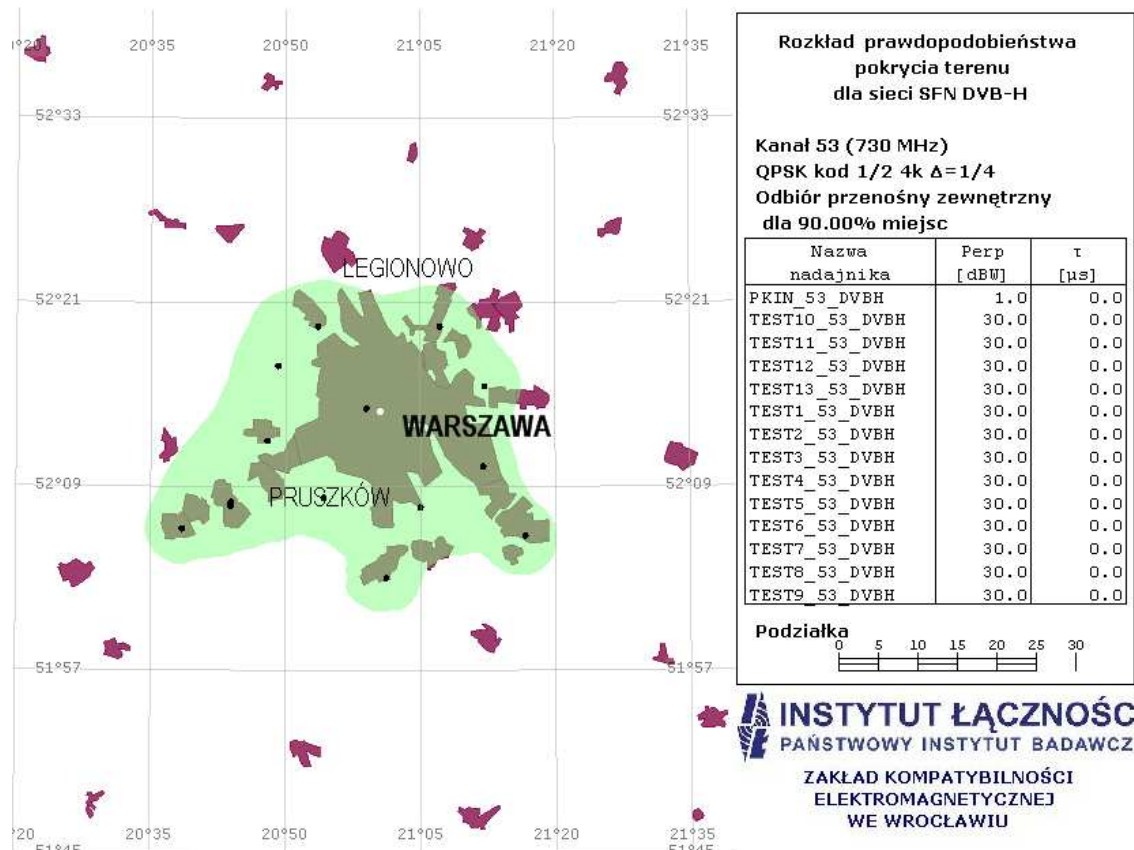 1°20
20°35
20°50
21°05
21°20
21°35
52°33
52°33
LEGIONOWO
52°21
52°21
WARSZAWA
52°09
PRUSZKÓW
52°09
51°57
51°57
°20
20°35
20°50
21°05
21°20
21°35
51°45
51°45
Rozkład prawdopodobieństwa
pokrycia terenu
dla sieci SFN DVB-H
Kanał 53 (730 MHz)
QPSK kod 1/2 4k Δ=1/4
Odbiór przenośny zewnętrzny
dla 90.00% miejsc
Nazwa nadajnika Perp [dBW] τ [µs]
PKIN_53_DVBH 1.0 0.0
TEST10_53_DVBH 30.0 0.0
TEST11_53_DVBH 30.0 0.0
TEST12_53_DVBH 30.0 0.0
TEST13_53_DVBH 30.0 0.0
TEST1_53_DVBH 30.0 0.0
TEST2_53_DVBH 30.0 0.0
TEST3_53_DVBH 30.0 0.0
TEST4_53_DVBH 30.0 0.0
TEST5_53_DVBH 30.0 0.0
TEST6_53_DVBH 30.0 0.0
TEST7_53_DVBH 30.0 0.0
TEST8_53_DVBH 30.0 0.0
TEST9_53_DVBH 30.0 0.0
Podziałka
0 5 10 15 20 25 30
INSTYTUT ŁĄCZNOŚC
PAŃSTWOWY INSTYTUT BADAWCZ
ZAKŁAD KOMPATYBILNOŚCI
ELEKTROMAGNETYCZNEJ
WE WROCŁAWIU